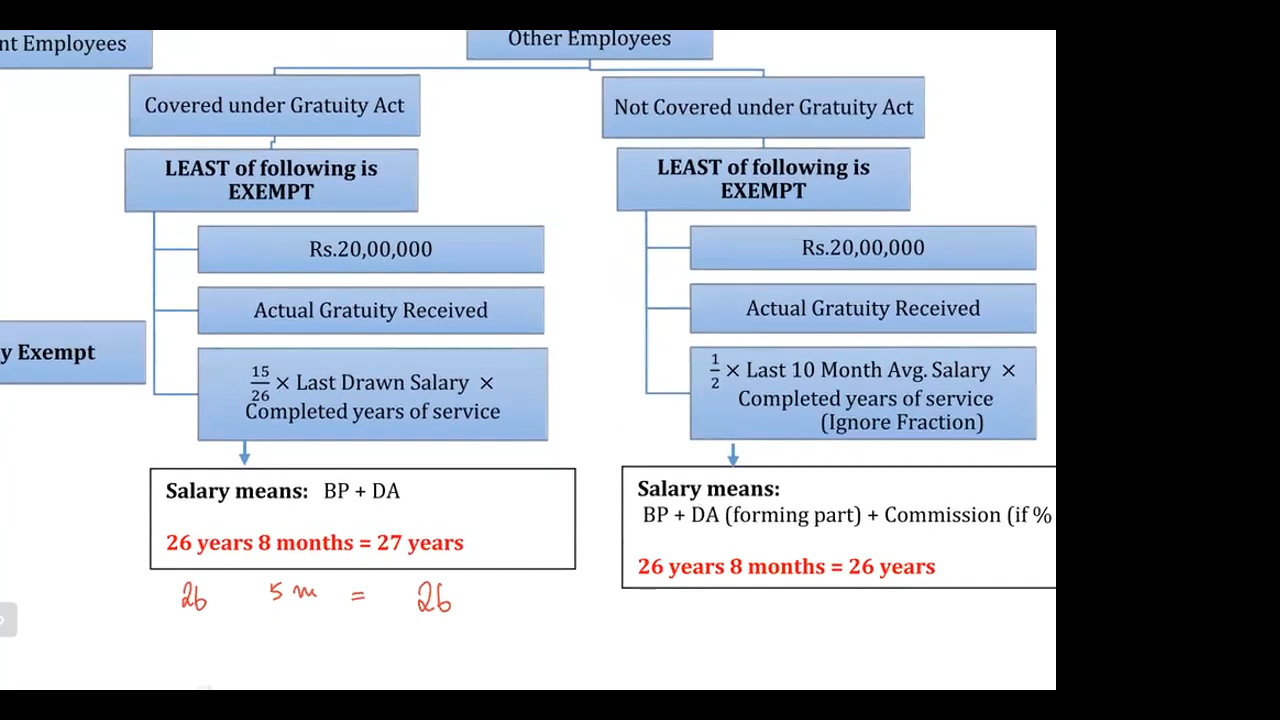 nt Employees
Other Employees
Covered under Gratuity Act
Not Covered under Gratuity Act
LEAST of following is
EXEMPT
LEAST of following is
EXEMPT
Rs.20,00,000
Rs.20,00,000
Actual Gratuity Received
Actual Gratuity Received
y Exempt
15/26 × Last Drawn Salary ×
Completed years of service
1/2 × Last 10 Month Avg. Salary ×
Completed years of service
(Ignore Fraction)
Salary means: BP + DA
26 years 8 months = 27 years
26 5 m = 26
Salary means:
BP + DA (forming part) + Commission (if %
26 years 8 months = 26 years